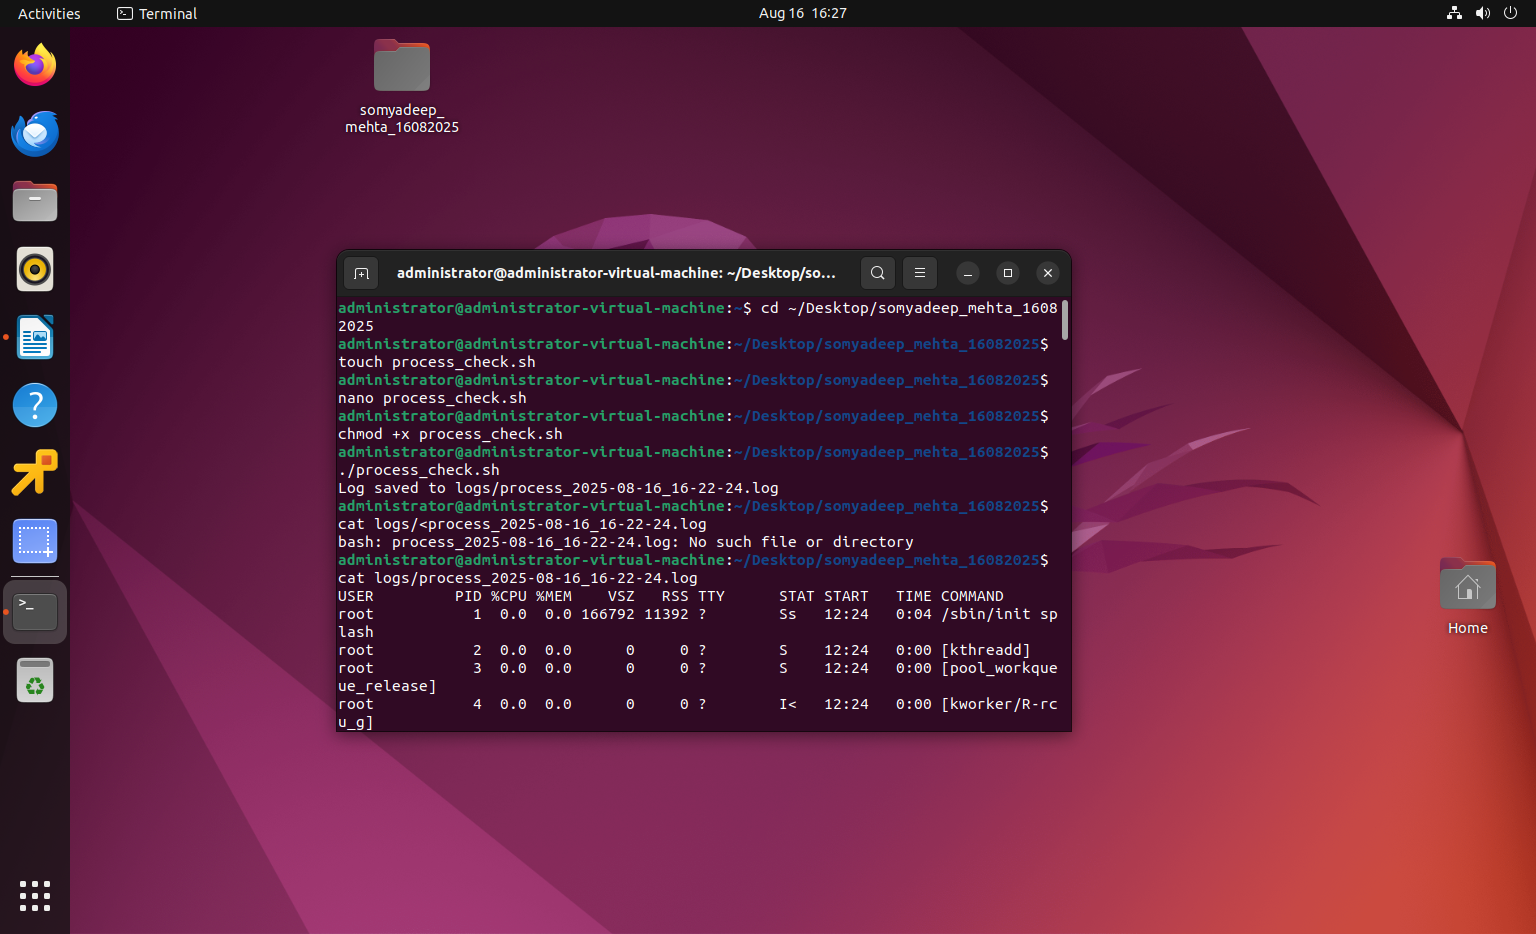 Activities
Terminal
Aug 16 16:27
somyadeep_
mehta_16082025
administrator@administrator-virtual-machine: ~/Desktop/so...
administrator@administrator-virtual-machine:~$ cd ~/Desktop/somyadeep_mehta_1608
2025
administrator@administrator-virtual-machine:~/Desktop/somyadeep_mehta_16082025$
touch process_check.sh
administrator@administrator-virtual-machine:~/Desktop/somyadeep_mehta_16082025$
nano process_check.sh
administrator@administrator-virtual-machine:~/Desktop/somyadeep_mehta_16082025$
chmod +x process_check.sh
administrator@administrator-virtual-machine:~/Desktop/somyadeep_mehta_16082025$
./process_check.sh
Log saved to logs/process_2025-08-16_16-22-24.log
administrator@administrator-virtual-machine:~/Desktop/somyadeep_mehta_16082025$
cat logs/<process_2025-08-16_16-22-24.log
bash: process_2025-08-16_16-22-24.log: No such file or directory
administrator@administrator-virtual-machine:~/Desktop/somyadeep_mehta_16082025$
cat logs/process_2025-08-16_16-22-24.log
USER         PID %CPU %MEM    VSZ   RSS TTY      STAT START   TIME COMMAND
root           1  0.0  0.0 166792 11392 ?        Ss   12:24   0:04 /sbin/init sp
lash
root           2  0.0  0.0      0     0 ?        S    12:24   0:00 [kthreadd]
root           3  0.0  0.0      0     0 ?        S    12:24   0:00 [pool_workque
ue_release]
root           4  0.0  0.0      0     0 ?        I<   12:24   0:00 [kworker/R-rc
u_g]
Home